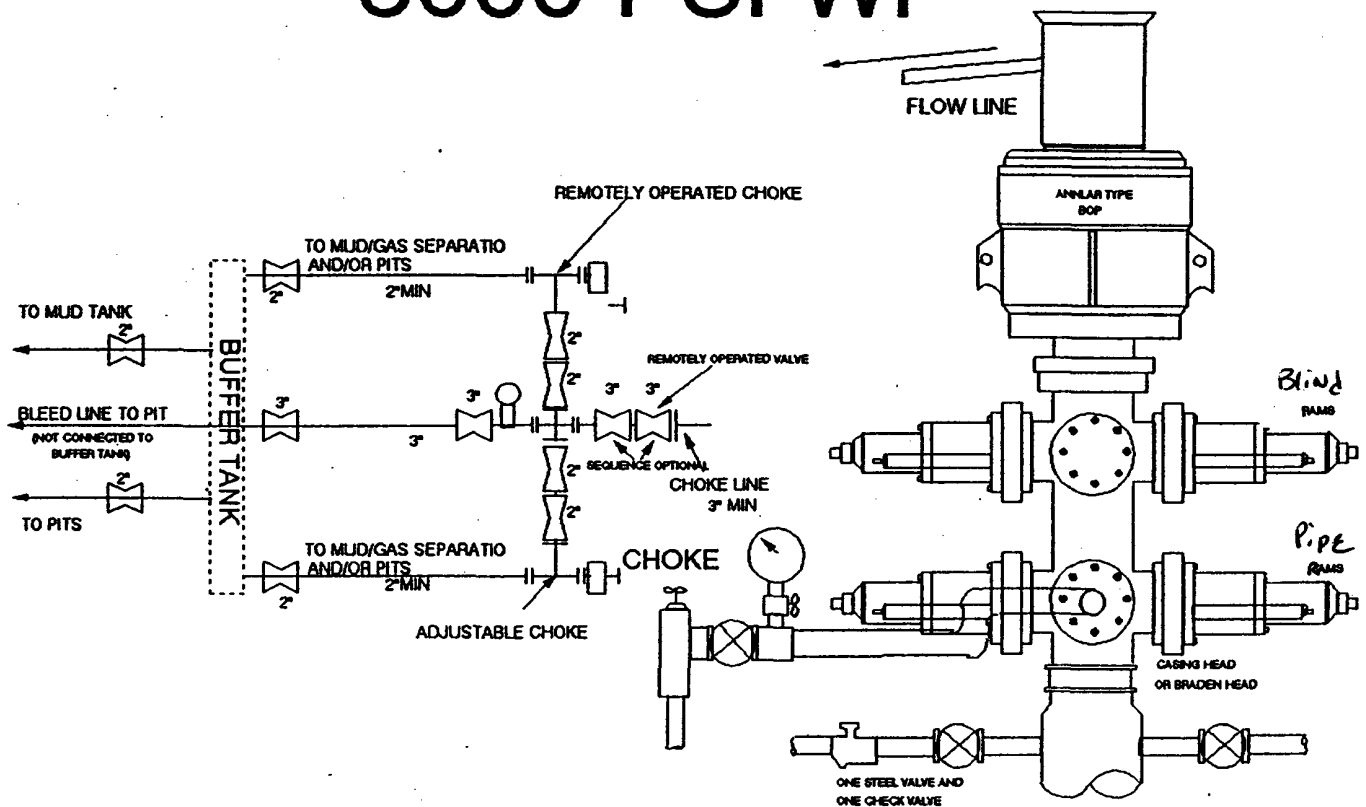 FLOW LINE
ANNLAR TYPE
BOP
REMOTELY OPERATED CHOKE
TO MUD/GAS SEPARATIO
AND/OR PITS
2"MIN
2"
TO MUD TANK
2"
2"
2"
REMOTELY OPERATED VALVE
3"
3"
BUFFER TANK
BLEED LINE TO PIT
(NOT CONNECTED TO
BUFFER TANK)
3"
3"
SEQUENCE OPTIONAL
CHOKE LINE
3" MIN
2"
2"
2"
TO PITS
TO MUD/GAS SEPARATIO
AND/OR PITS
2"MIN
2"
ADJUSTABLE CHOKE
CHOKE
Blind
RAMS
Pipe
RAMS
CASING HEAD
OR BRADEN HEAD
ONE STEEL VALVE AND
ONE CHECK VALVE